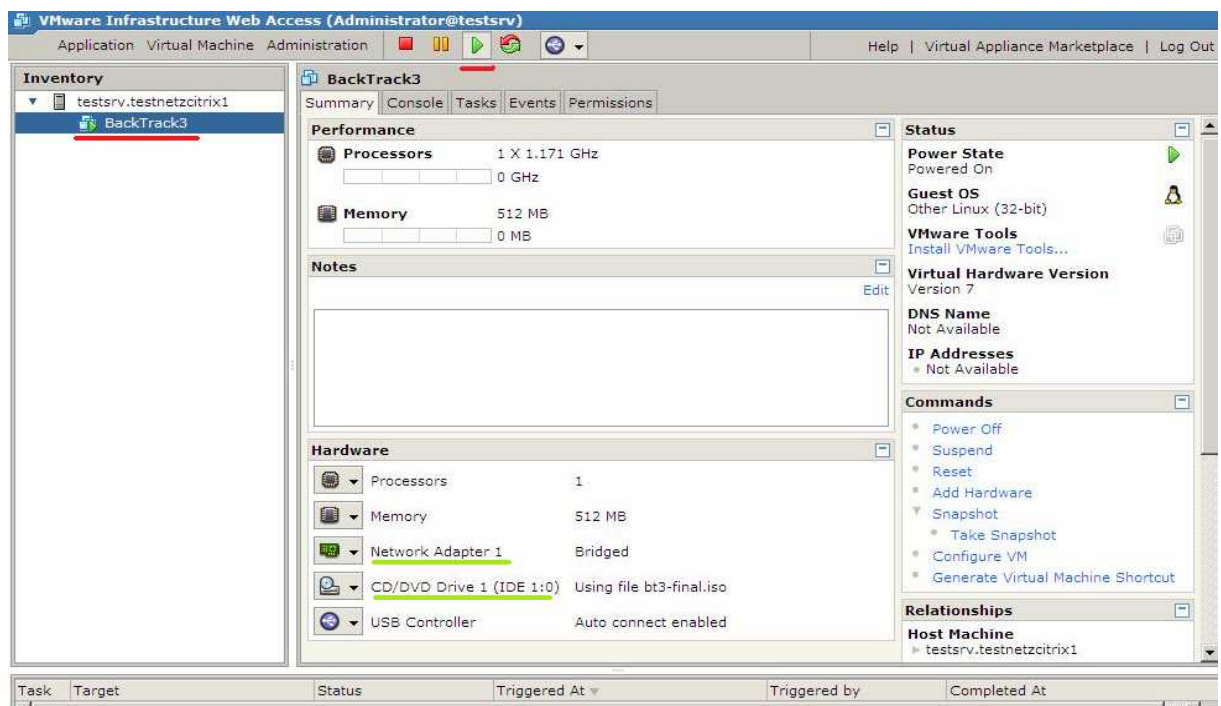 VMware Infrastructure Web Access (Administrator@testsrv)
Application Virtual Machine Administration
Help | Virtual Appliance Marketplace | Log Out
Inventory
testsrv.testnetzcitrix1
BackTrack3
BackTrack3
Summary Console Tasks Events Permissions
Performance
Processors 1 X 1.171 GHz
0 GHz
Memory 512 MB
0 MB
Notes
Edit
Hardware
Processors 1
Memory 512 MB
Network Adapter 1 Bridged
CD/DVD Drive 1 (IDE 1:0) Using file bt3-final.iso
USB Controller Auto connect enabled
Status
Power State
Powered On
Guest OS
Other Linux (32-bit)
VMware Tools
Install VMware Tools...
Virtual Hardware Version
Version 7
DNS Name
Not Available
IP Addresses
Not Available
Commands
Power Off
Suspend
Reset
Add Hardware
Snapshot
Take Snapshot
Configure VM
Generate Virtual Machine Shortcut
Relationships
Host Machine
testsrv.testnetzcitrix1
Task Target Status Triggered At Triggered by Completed At